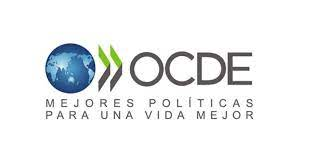 OCDE
MEJORES POLÍTICAS
PARA UNA VIDA MEJOR